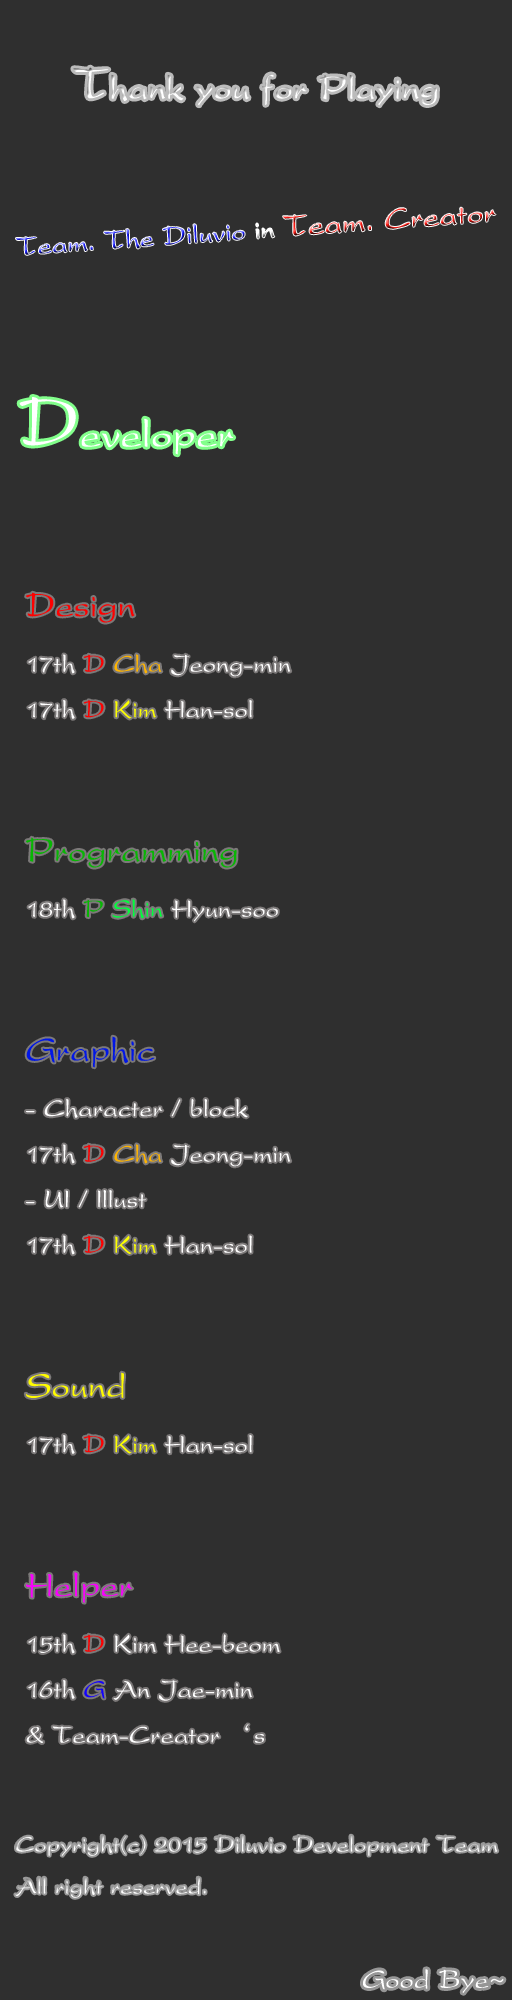 Thank you for Playing
Team. The Diluvio in Team. Creator
Developer
Design
17th D Cha Jeong-min
17th D Kim Han-sol
Programming
18th P Shin Hyun-soo
Graphic
- Character / block
17th D Cha Jeong-min
- UI / Illust
17th D Kim Han-sol
Sound
17th D Kim Han-sol
Helper
15th D Kim Hee-beom
16th G An Jae-min
& Team-Creator ‘s
Copyright(c) 2015 Diluvio Development Team
All right reserved.
Good Bye~